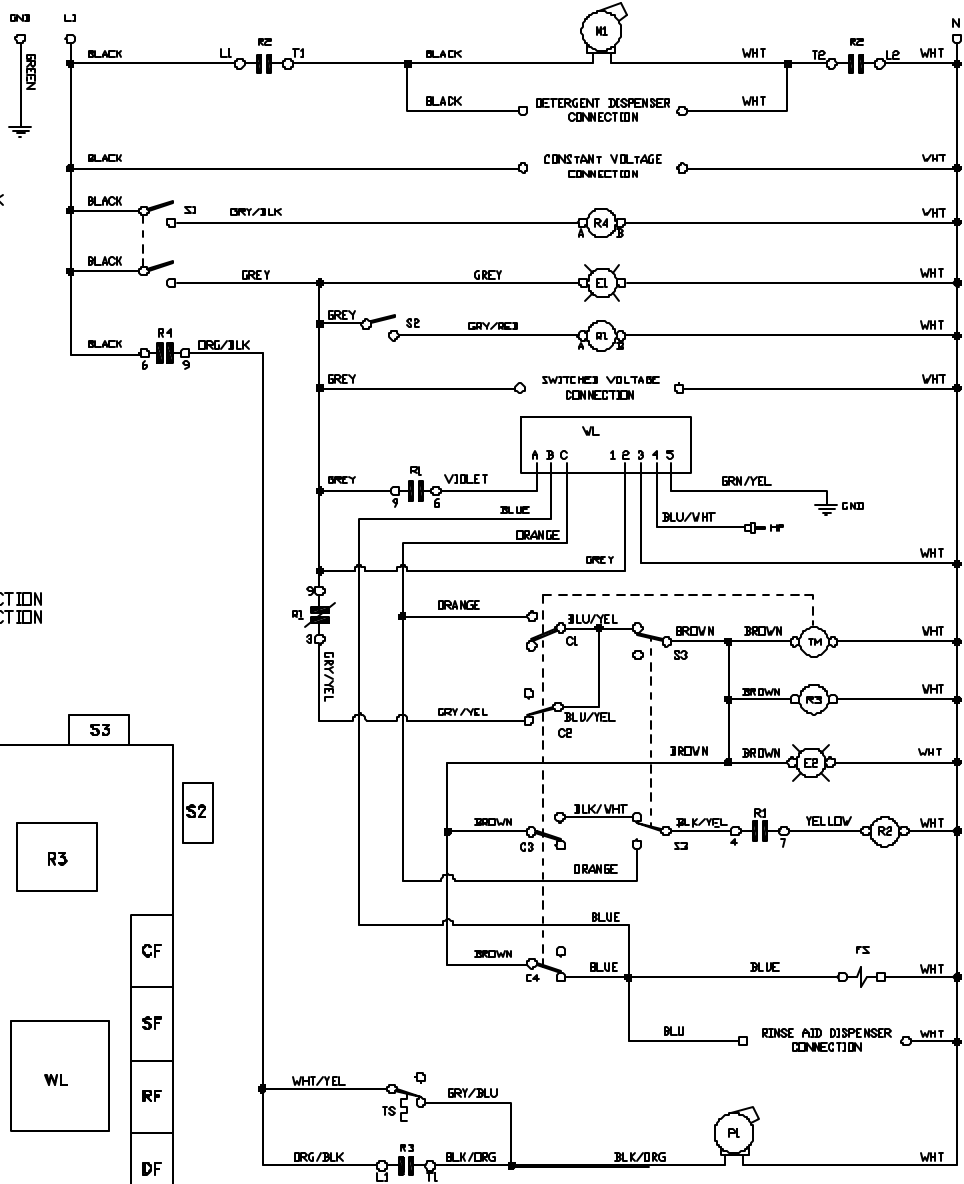 GND L1 N
GREEN
BLACK L1 R2 T1 BLACK M1 WHT T2 R2 L2 WHT
BLACK DETERGENT DISPENSER CONNECTION WHT
BLACK CONSTANT VOLTAGE CONNECTION WHT
BLACK S1 GRY/BLK A R4 B WHT
BLACK GREY GREY E1 WHT
GREY S2 GRY/RED A R1 B WHT
BLACK R4 6 9 ORG/BLK
GREY SWITCHED VOLTAGE CONNECTION WHT
WL
A B C 1 2 3 4 5
GREY R1 9 6 VIOLET GRN/YEL GND
BLUE BLU/WHT
ORANGE
GREY WHT
CTION
CTION
9 R1 3 GRY/YEL
ORANGE BLU/YEL C1 BROWN S3 BROWN TM WHT
BROWN R3 WHT
GRY/YEL BLU/YEL C2
BROWN BROWN E2 WHT
BROWN C3 BLK/WHT BLK/YEL S3 4 R1 7 YELLOW R2 WHT
ORANGE
BLUE
BROWN C4 BLUE BLUE FS WHT
BLU RINSE AID DISPENSER CONNECTION WHT
WHT/YEL TS GRY/BLU
ORG/BLK L1 R3 T1 BLK/ORG BLK/ORG P1 WHT
S3
S2
R3
CF
SF
WL
RF
DF